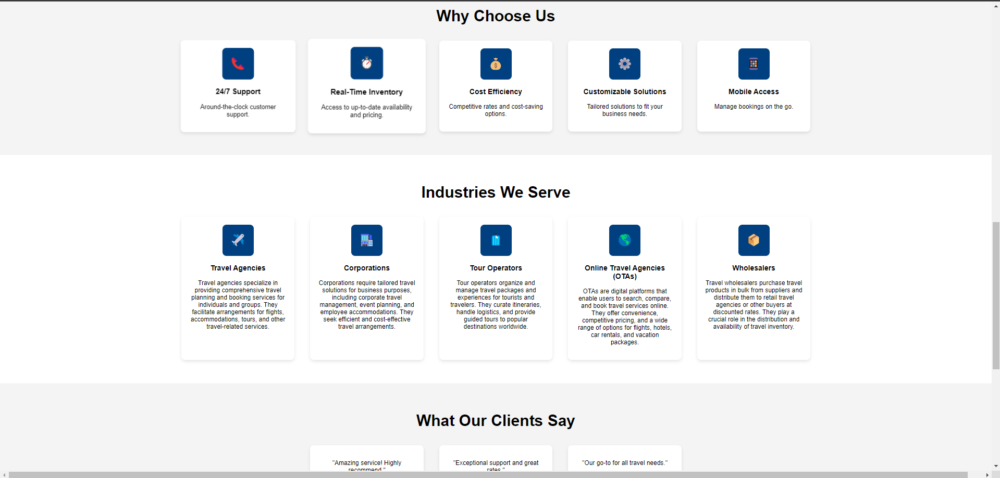 Why Choose Us
24/7 Support
Around-the-clock customer
support.
Real-Time Inventory
Access to up-to-date availability
and pricing.
Cost Efficiency
Competitive rates and cost-saving
options.
Customizable Solutions
Tailored solutions to fit your
business needs.
Mobile Access
Manage bookings on the go.
Industries We Serve
Travel Agencies
Travel agencies specialize in
providing comprehensive travel
planning and booking services for
individuals and groups. They
facilitate arrangements for flights,
accommodations, tours, and other
travel-related services.
Corporations
Corporations require tailored travel
solutions for business purposes,
including corporate travel
management, event planning, and
employee accommodations. They
seek efficient and cost-effective
travel arrangements.
Tour Operators
Tour operators organize and
manage travel packages and
experiences for tourists and
travelers. They curate itineraries,
handle logistics, and provide
guided tours to popular
destinations worldwide.
Online Travel Agencies
(OTAs)
OTAs are digital platforms that
enable users to search, compare,
and book travel services online.
They offer convenience,
competitive pricing, and a wide
range of options for flights, hotels,
car rentals, and vacation
packages.
Wholesalers
Travel wholesalers purchase travel
products in bulk from suppliers and
distribute them to retail travel
agencies or other buyers at
discounted rates. They play a
crucial role in the distribution and
availability of travel inventory.
What Our Clients Say
"Amazing service! Highly
recommend."
"Exceptional support and great
rates."
"Our go-to for all travel needs."